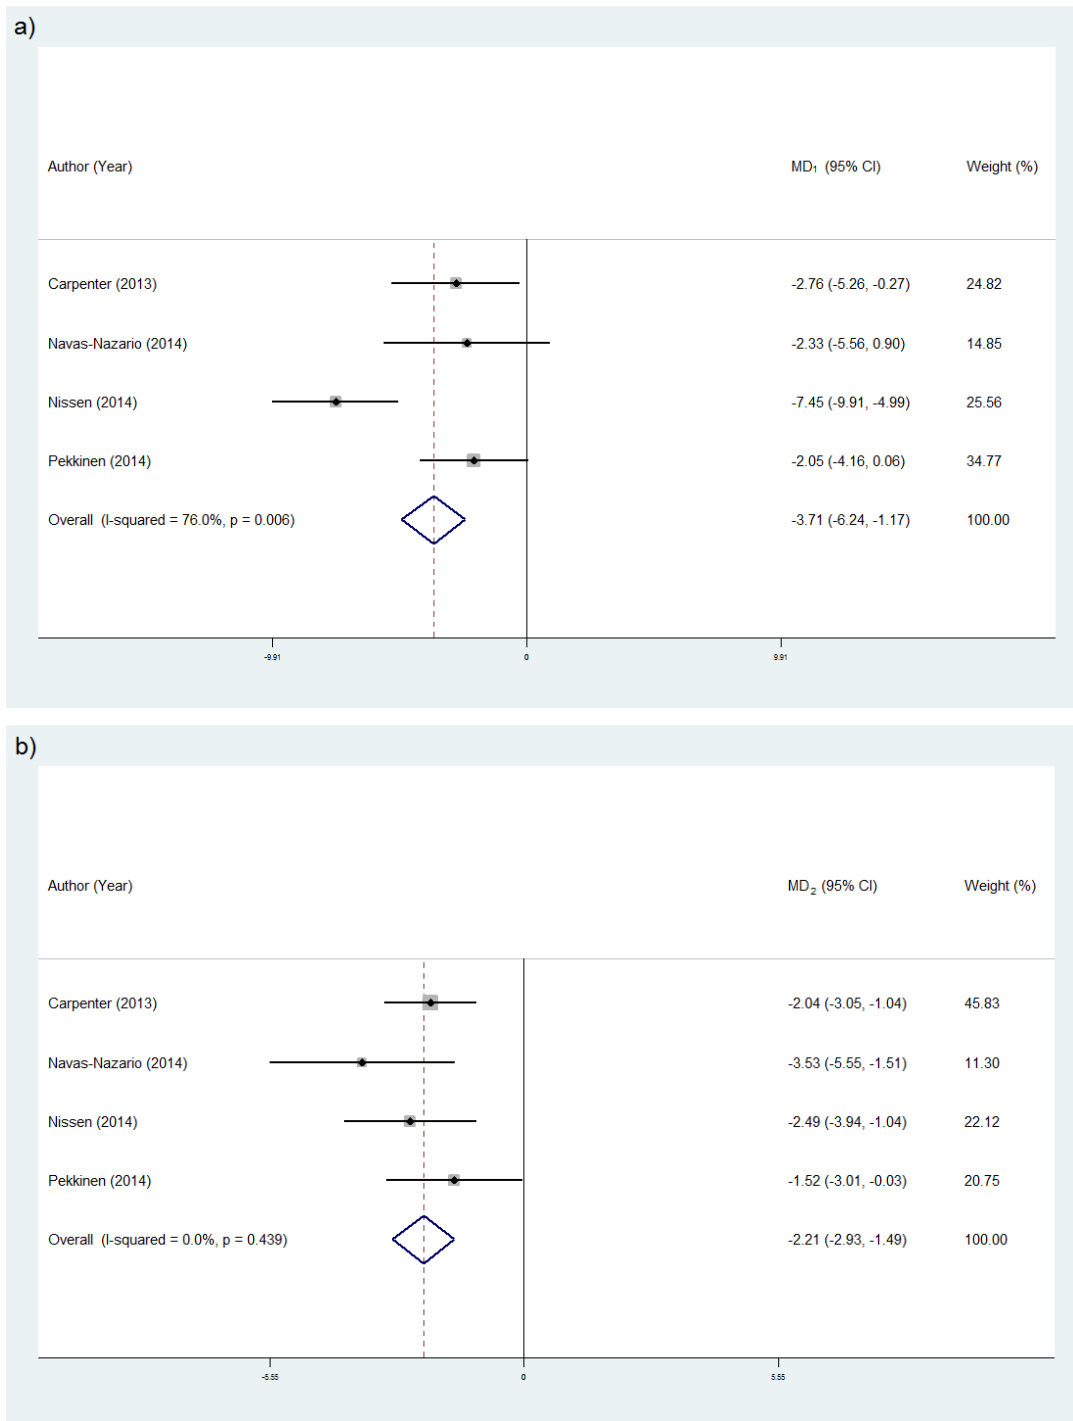 a)
Author (Year) MD₁ (95% CI) Weight (%)
Carpenter (2013) -2.76 (-5.26, -0.27) 24.82
Navas-Nazario (2014) -2.33 (-5.56, 0.90) 14.85
Nissen (2014) -7.45 (-9.91, -4.99) 25.56
Pekkinen (2014) -2.05 (-4.16, 0.06) 34.77
Overall (I-squared = 76.0%, p = 0.006) -3.71 (-6.24, -1.17) 100.00
-9.91 0 9.91
b)
Author (Year) MD₂ (95% CI) Weight (%)
Carpenter (2013) -2.04 (-3.05, -1.04) 45.83
Navas-Nazario (2014) -3.53 (-5.55, -1.51) 11.30
Nissen (2014) -2.49 (-3.94, -1.04) 22.12
Pekkinen (2014) -1.52 (-3.01, -0.03) 20.75
Overall (I-squared = 0.0%, p = 0.439) -2.21 (-2.93, -1.49) 100.00
-5.55 0 5.55